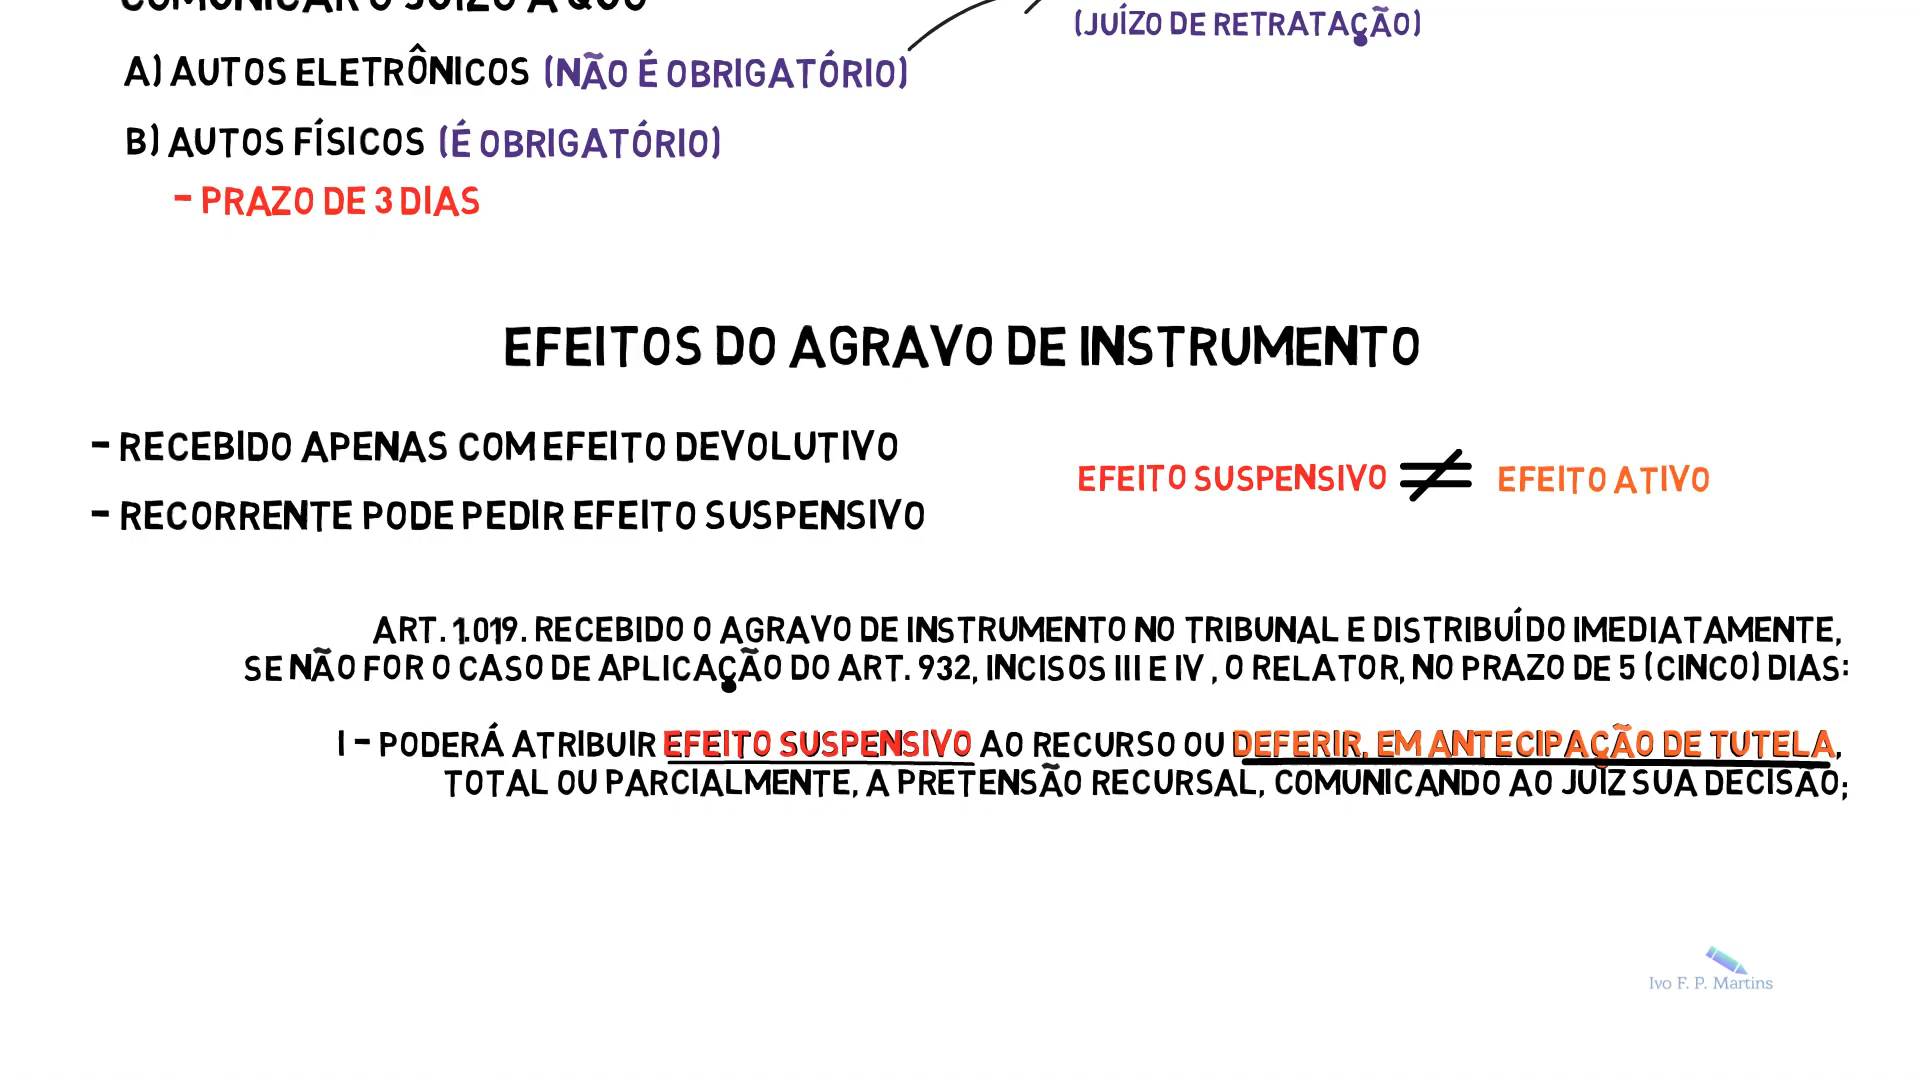 COMUNICAR O JUÍZO A QUO
(JUÍZO DE RETRATAÇÃO)
A) AUTOS ELETRÔNICOS (NÃO É OBRIGATÓRIO)
B) AUTOS FÍSICOS (É OBRIGATÓRIO)
- PRAZO DE 3 DIAS
EFEITOS DO AGRAVO DE INSTRUMENTO
- RECEBIDO APENAS COM EFEITO DEVOLUTIVO
- RECORRENTE PODE PEDIR EFEITO SUSPENSIVO
EFEITO SUSPENSIVO ≠ EFEITO ATIVO
ART. 1.019. RECEBIDO O AGRAVO DE INSTRUMENTO NO TRIBUNAL E DISTRIBUÍDO IMEDIATAMENTE,
SE NÃO FOR O CASO DE APLICAÇÃO DO ART. 932, INCISOS III E IV, O RELATOR, NO PRAZO DE 5 (CINCO) DIAS:
I - PODERÁ ATRIBUIR EFEITO SUSPENSIVO AO RECURSO OU DEFERIR, EM ANTECIPAÇÃO DE TUTELA,
TOTAL OU PARCIALMENTE, A PRETENSÃO RECURSAL, COMUNICANDO AO JUIZ SUA DECISÃO;
Ivo F. P. Martins